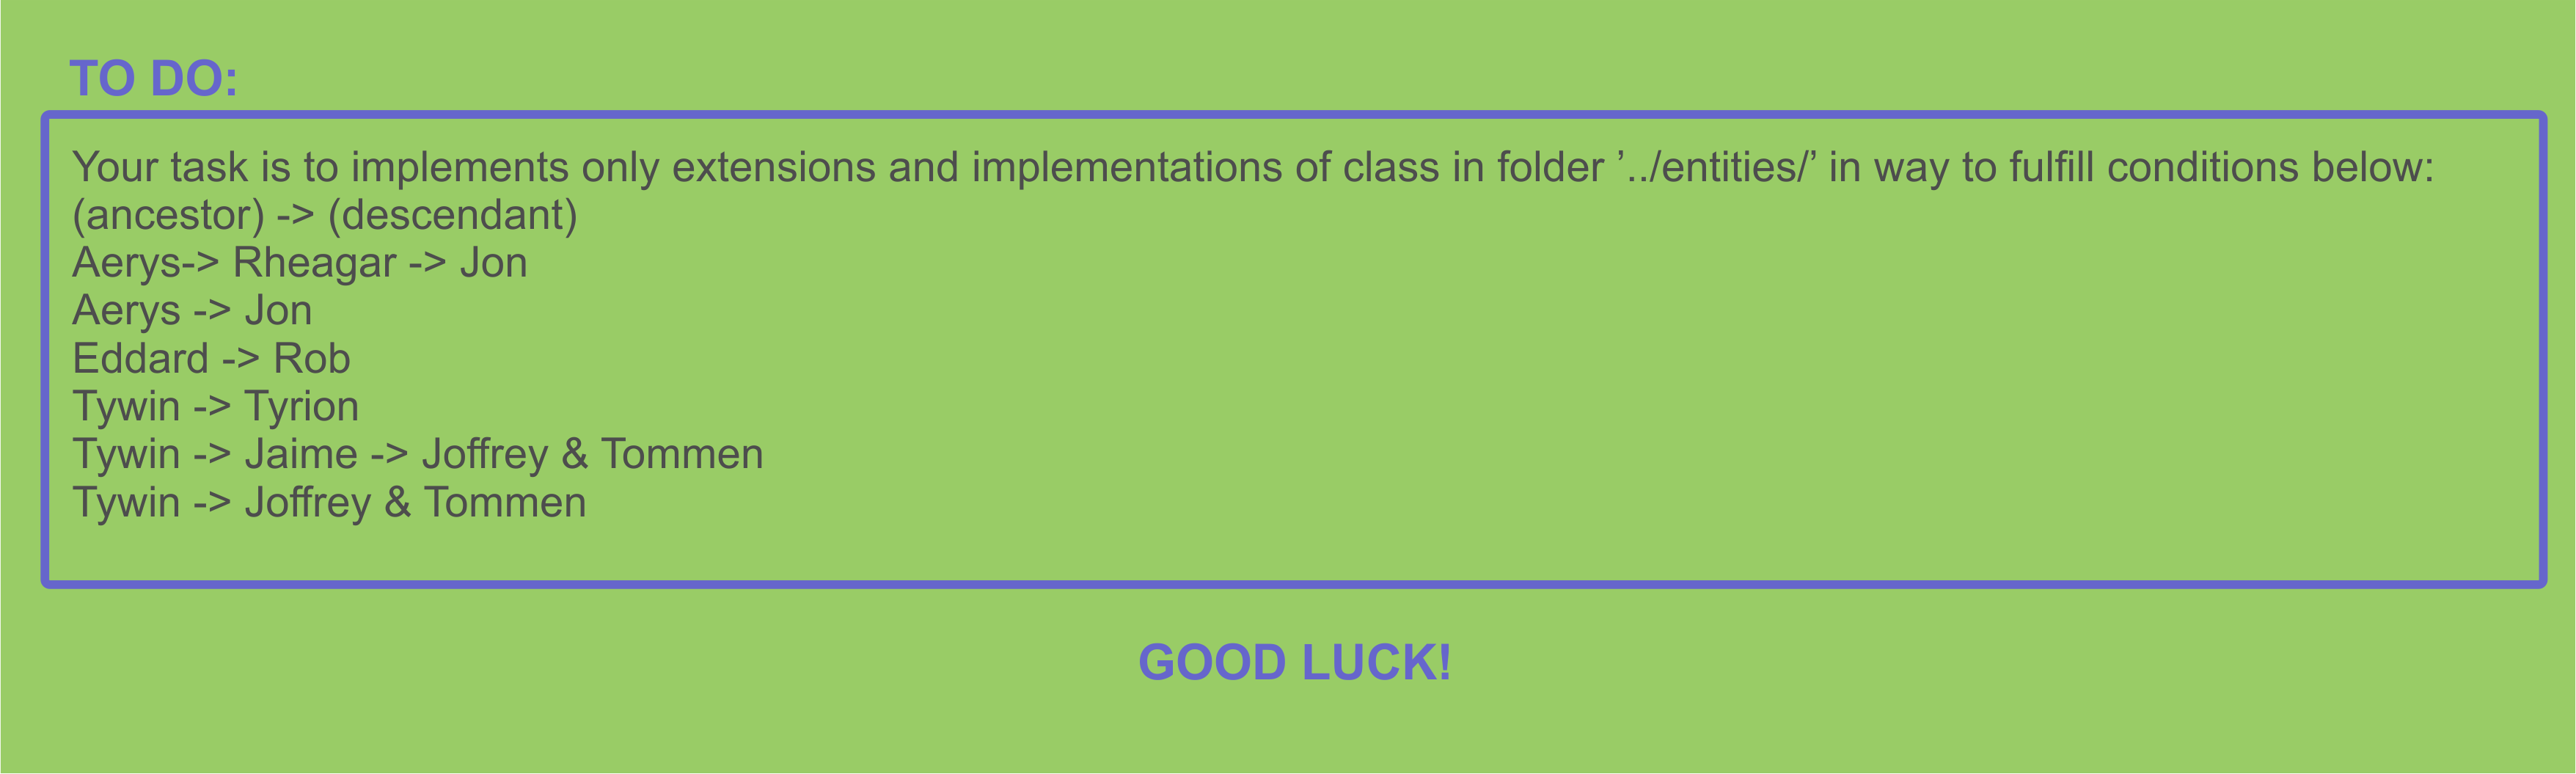 TO DO:
Your task is to implements only extensions and implementations of class in folder ’../entities/’ in way to fulfill conditions below:
(ancestor) -> (descendant)
Aerys-> Rheagar -> Jon
Aerys -> Jon
Eddard -> Rob
Tywin -> Tyrion
Tywin -> Jaime -> Joffrey & Tommen
Tywin -> Joffrey & Tommen
GOOD LUCK!